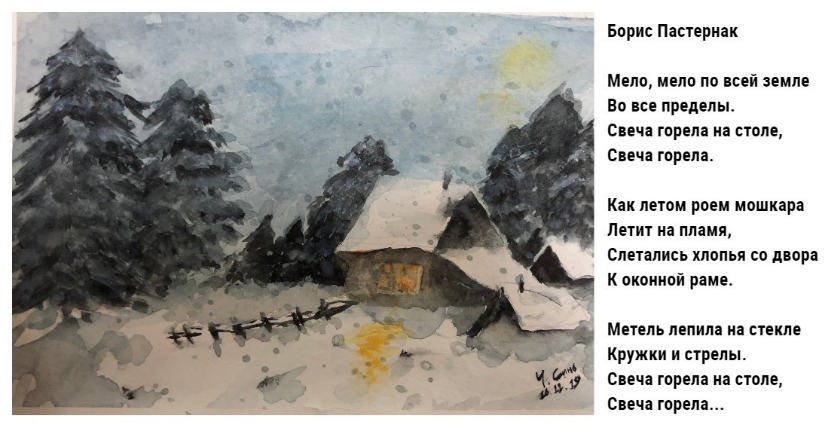 Борис Пастернак
Мело, мело по всей земле
Во все пределы.
Свеча горела на столе,
Свеча горела.
Как летом роем мошкара
Летит на пламя,
Слетались хлопья со двора
К оконной раме.
Метель лепила на стекле
Кружки и стрелы.
Свеча горела на столе,
Свеча горела...